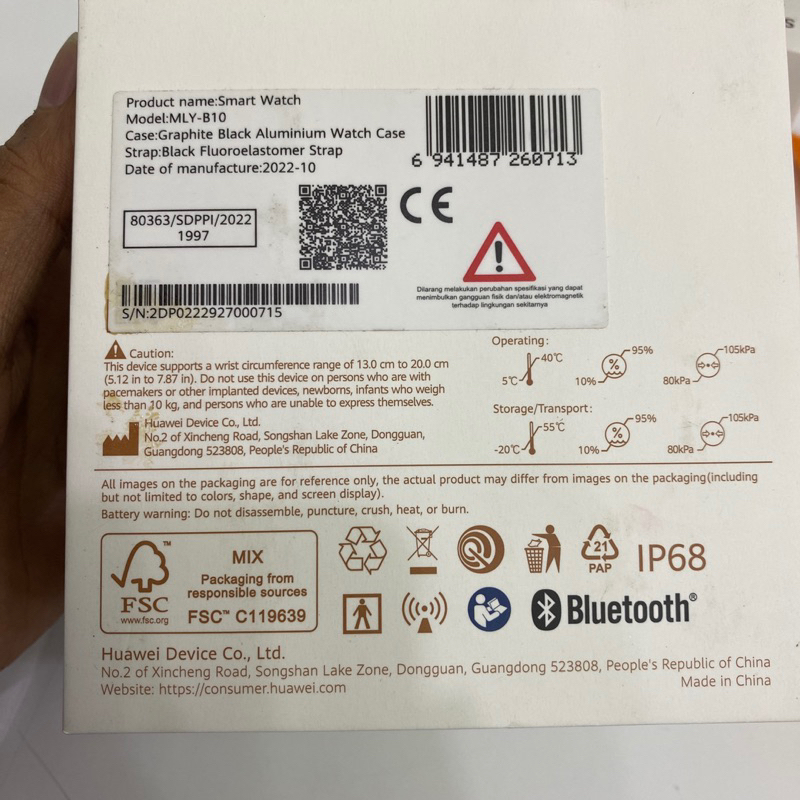 Product name:Smart Watch
Model:MLY-B10
Case:Graphite Black Aluminium Watch Case
Strap:Black Fluoroelastomer Strap
Date of manufacture:2022-10
6 941487 260713
80363/SDPPI/2022
1997
CE
Dilarang melakukan perubahan spesifikasi yang dapat
menimbulkan gangguan fisik dan/atau elektromagnetik
terhadap lingkungan sekitarnya
S/N:2DP0222927000715
Caution:
This device supports a wrist circumference range of 13.0 cm to 20.0 cm
(5.12 in to 7.87 in). Do not use this device on persons who are with
pacemakers or other implanted devices, newborns, infants who weigh
less than 10 kg, and persons who are unable to express themselves.
Huawei Device Co., Ltd.
No.2 of Xincheng Road, Songshan Lake Zone, Dongguan,
Guangdong 523808, People's Republic of China
Operating:
5℃ 40℃ 10% % 95% 80kPa 105kPa
Storage/Transport:
-20℃ 55℃ 10% % 95% 80kPa 105kPa
All images on the packaging are for reference only, the actual product may differ from images on the packaging(including
but not limited to colors, shape, and screen display).
Battery warning: Do not disassemble, puncture, crush, heat, or burn.
FSC™
www.fsc.org
MIX
Packaging from
responsible sources
FSC™ C119639
21
PAP
IP68
Bluetooth®
Huawei Device Co., Ltd.
No.2 of Xincheng Road, Songshan Lake Zone, Dongguan, Guangdong 523808, People's Republic of China
Website: https://consumer.huawei.com
Made in China